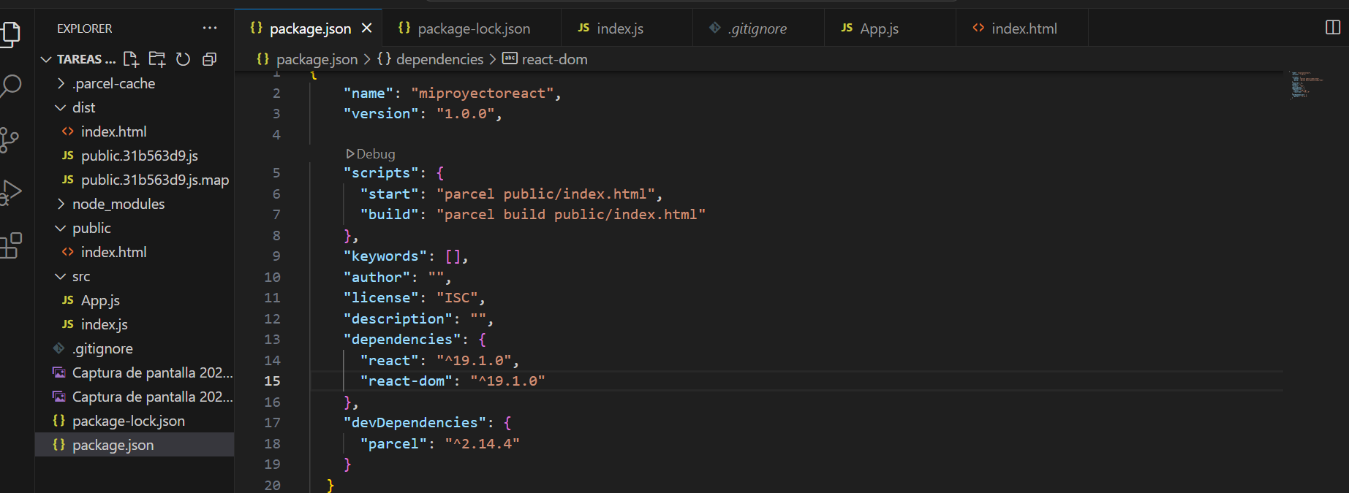 EXPLORER ···
package.json
package-lock.json
index.js
.gitignore
App.js
index.html
TAREAS ...
package.json > {} dependencies > abc react-dom
.parcel-cache
dist
index.html
public.31b563d9.js
public.31b563d9.js.map
node_modules
public
index.html
src
App.js
index.js
.gitignore
Captura de pantalla 202...
Captura de pantalla 202...
package-lock.json
package.json
1 {
2 "name": "miproyectoreact",
3 "version": "1.0.0",
4
Debug
5 "scripts": {
6 "start": "parcel public/index.html",
7 "build": "parcel build public/index.html"
8 },
9 "keywords": [],
10 "author": "",
11 "license": "ISC",
12 "description": "",
13 "dependencies": {
14 "react": "^19.1.0",
15 "react-dom": "^19.1.0"
16 },
17 "devDependencies": {
18 "parcel": "^2.14.4"
19 }
20 }